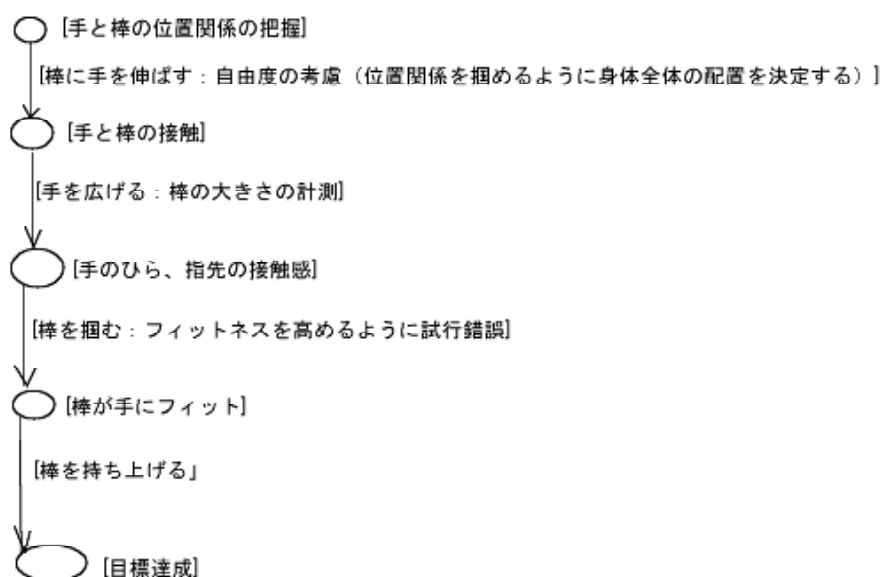 [手と棒の位置関係の把握]
[棒に手を伸ばす：自由度の考慮（位置関係を掴めるように身体全体の配置を決定する）]
[手と棒の接触]
[手を広げる：棒の大きさの計測]
[手のひら、指先の接触感]
[棒を掴む：フィットネスを高めるように試行錯誤]
[棒が手にフィット]
[棒を持ち上げる」
[目標達成]